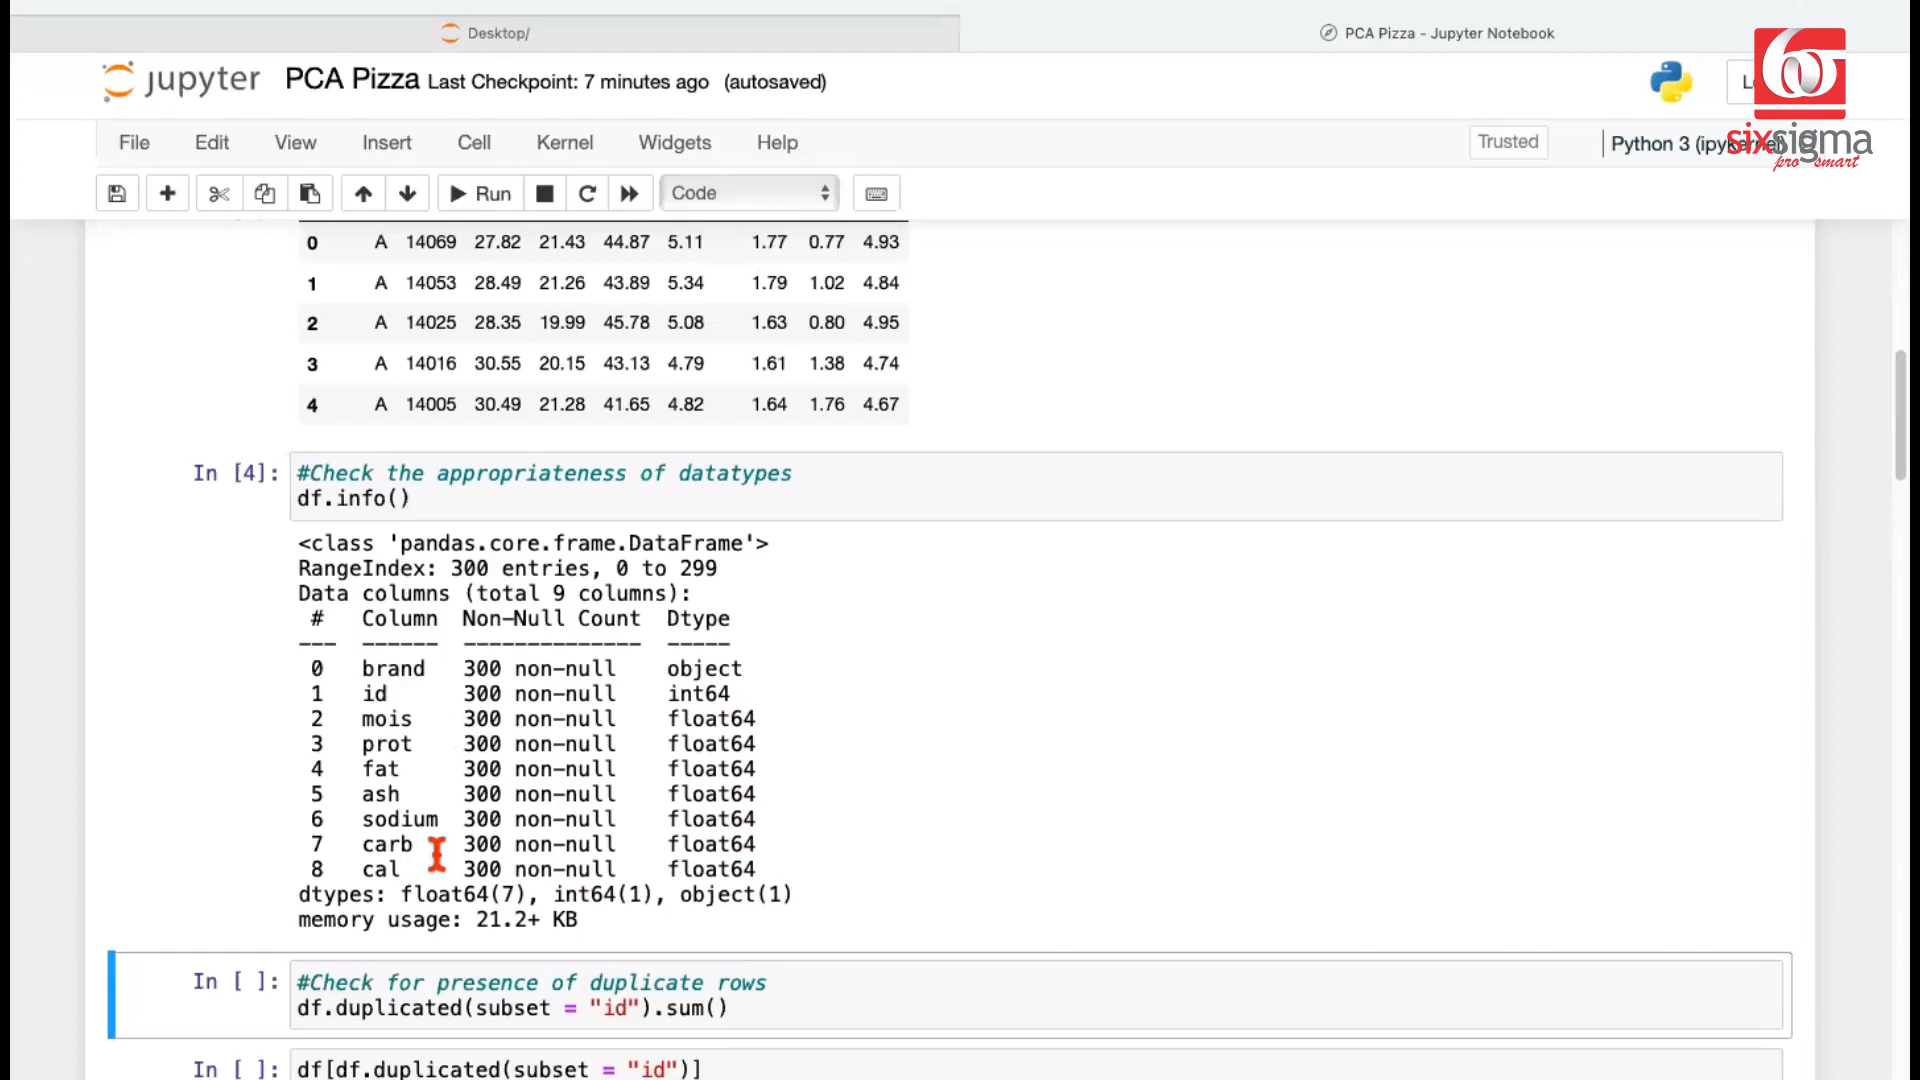 Desktop/
PCA Pizza - Jupyter Notebook
jupyter PCA Pizza Last Checkpoint: 7 minutes ago (autosaved)
sixsigma
pro smart
File Edit View Insert Cell Kernel Widgets Help Trusted Python 3
Run Code
0 A 14069 27.82 21.43 44.87 5.11 1.77 0.77 4.93
1 A 14053 28.49 21.26 43.89 5.34 1.79 1.02 4.84
2 A 14025 28.35 19.99 45.78 5.08 1.63 0.80 4.95
3 A 14016 30.55 20.15 43.13 4.79 1.61 1.38 4.74
4 A 14005 30.49 21.28 41.65 4.82 1.64 1.76 4.67
In [4]: #Check the appropriateness of datatypes
df.info()
<class 'pandas.core.frame.DataFrame'>
RangeIndex: 300 entries, 0 to 299
Data columns (total 9 columns):
# Column Non-Null Count Dtype
--- ------ -------------- -----
0 brand 300 non-null object
1 id 300 non-null int64
2 mois 300 non-null float64
3 prot 300 non-null float64
4 fat 300 non-null float64
5 ash 300 non-null float64
6 sodium 300 non-null float64
7 carb 300 non-null float64
8 cal 300 non-null float64
dtypes: float64(7), int64(1), object(1)
memory usage: 21.2+ KB
In [ ]: #Check for presence of duplicate rows
df.duplicated(subset = "id").sum()
In [ ]: df[df.duplicated(subset = "id")]